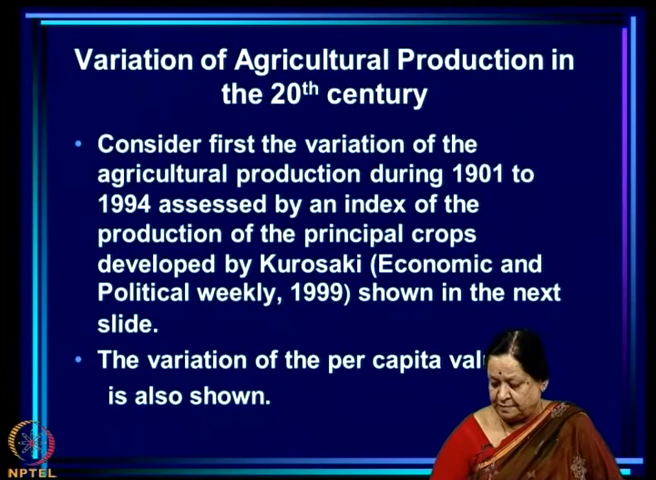 Variation of Agricultural Production in
the 20th century
• Consider first the variation of the
agricultural production during 1901 to
1994 assessed by an index of the
production of the principal crops
developed by Kurosaki (Economic and
Political weekly, 1999) shown in the next
slide.
• The variation of the per capita
is also shown.
NPTEL